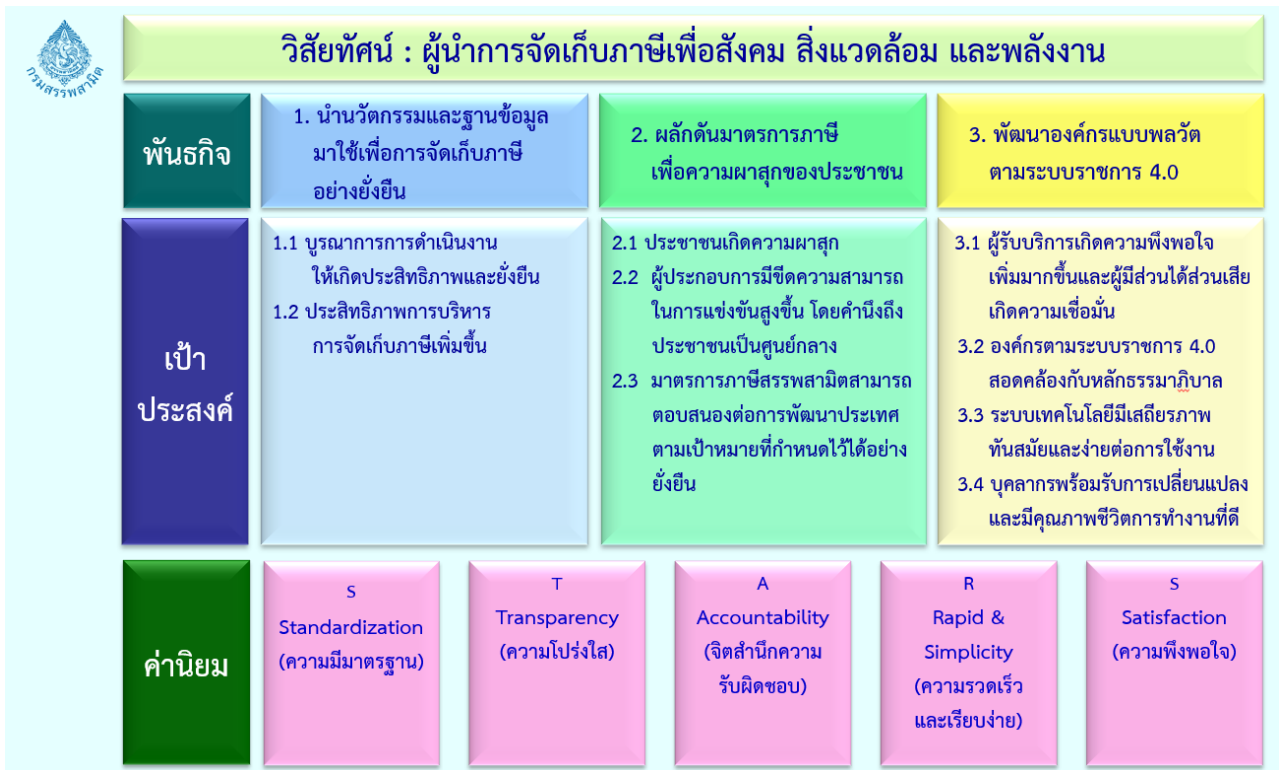 กรมสรรพสามิต
วิสัยทัศน์ : ผู้นำการจัดเก็บภาษีเพื่อสังคม สิ่งแวดล้อม และพลังงาน
พันธกิจ
1. นำนวัตกรรมและฐานข้อมูล
มาใช้เพื่อการจัดเก็บภาษี
อย่างยั่งยืน
2. ผลักดันมาตรการภาษี
เพื่อความผาสุกของประชาชน
3. พัฒนาองค์กรแบบพลวัต
ตามระบบราชการ 4.0
เป้า
ประสงค์
1.1 บูรณาการการดำเนินงาน
ให้เกิดประสิทธิภาพและยั่งยืน
1.2 ประสิทธิภาพการบริหาร
การจัดเก็บภาษีเพิ่มขึ้น
2.1 ประชาชนเกิดความผาสุก
2.2 ผู้ประกอบการมีขีดความสามารถ
ในการแข่งขันสูงขึ้น โดยคำนึงถึง
ประชาชนเป็นศูนย์กลาง
2.3 มาตรการภาษีสรรพสามิตสามารถ
ตอบสนองต่อการพัฒนาประเทศ
ตามเป้าหมายที่กำหนดไว้ได้อย่าง
ยั่งยืน
3.1 ผู้รับบริการเกิดความพึงพอใจ
เพิ่มมากขึ้นและผู้มีส่วนได้ส่วนเสีย
เกิดความเชื่อมั่น
3.2 องค์กรตามระบบราชการ 4.0
สอดคล้องกับหลักธรรมาภิบาล
3.3 ระบบเทคโนโลยีมีเสถียรภาพ
ทันสมัยและง่ายต่อการใช้งาน
3.4 บุคลากรพร้อมรับการเปลี่ยนแปลง
และมีคุณภาพชีวิตการทำงานที่ดี
ค่านิยม
S
Standardization
(ความมีมาตรฐาน)
T
Transparency
(ความโปร่งใส)
A
Accountability
(จิตสำนึกความ
รับผิดชอบ)
R
Rapid &
Simplicity
(ความรวดเร็ว
และเรียบง่าย)
S
Satisfaction
(ความพึงพอใจ)